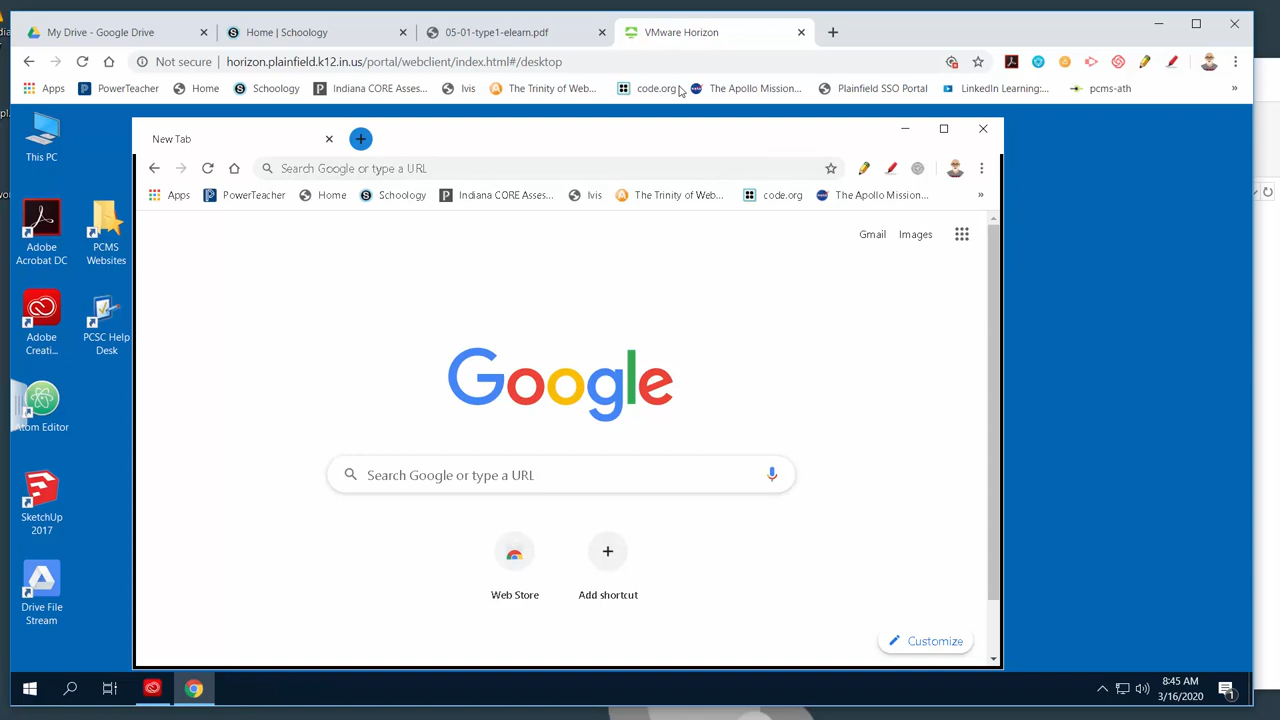 My Drive - Google Drive
Home | Schoology
05-01-type1-elearn.pdf
VMware Horizon
Not secure
horizon.plainfield.k12.in.us/portal/webclient/index.html#/desktop
Apps
PowerTeacher
Home
Schoology
Indiana CORE Asses...
Ivis
The Trinity of Web...
code.org
The Apollo Mission...
Plainfield SSO Portal
LinkedIn Learning:...
pcms-ath
»
This PC
Adobe
Acrobat DC
PCMS
Websites
Adobe
Creati...
PCSC Help
Desk
Atom Editor
SketchUp
2017
Drive File
Stream
New Tab
Search Google or type a URL
Apps
PowerTeacher
Home
Schoology
Indiana CORE Asses...
Ivis
The Trinity of Web...
code.org
The Apollo Mission...
»
Gmail
Images
Google
Search Google or type a URL
Web Store
Add shortcut
Customize
8:45 AM
3/16/2020
1